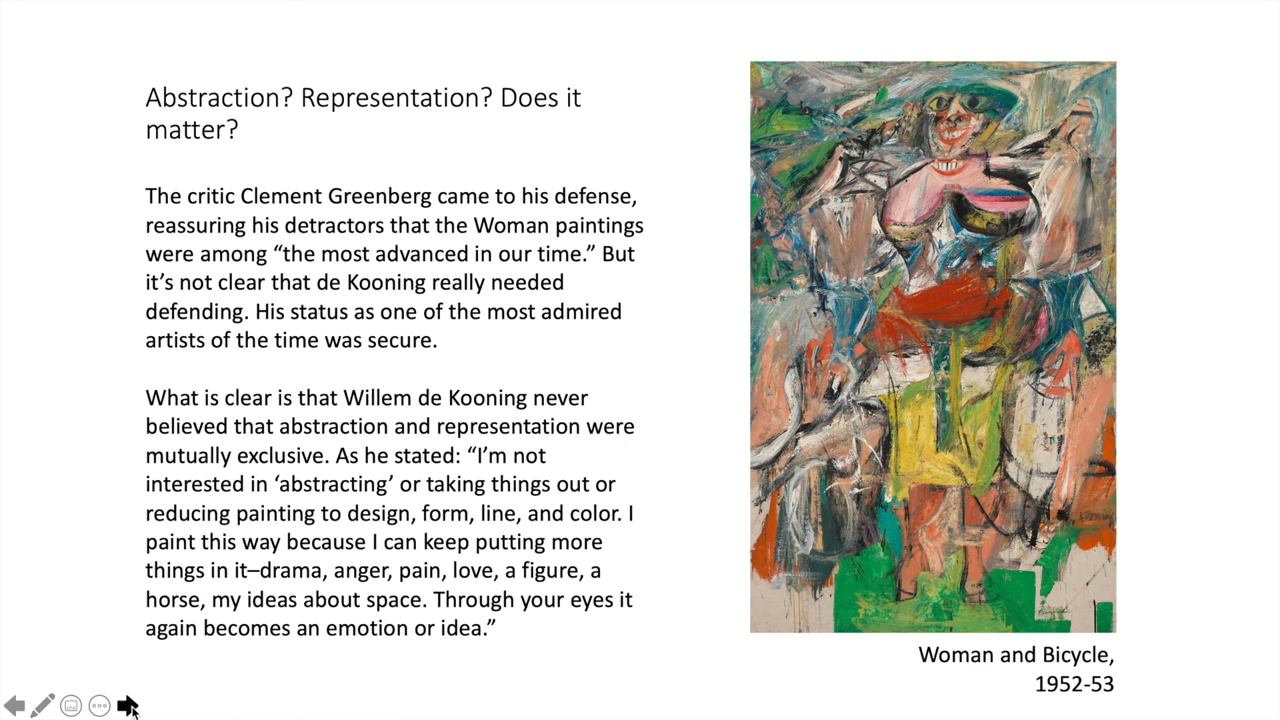 Abstraction? Representation? Does it
matter?
The critic Clement Greenberg came to his defense,
reassuring his detractors that the Woman paintings
were among “the most advanced in our time.” But
it’s not clear that de Kooning really needed
defending. His status as one of the most admired
artists of the time was secure.
What is clear is that Willem de Kooning never
believed that abstraction and representation were
mutually exclusive. As he stated: “I’m not
interested in ‘abstracting’ or taking things out or
reducing painting to design, form, line, and color. I
paint this way because I can keep putting more
things in it–drama, anger, pain, love, a figure, a
horse, my ideas about space. Through your eyes it
again becomes an emotion or idea.”
Woman and Bicycle,
1952-53